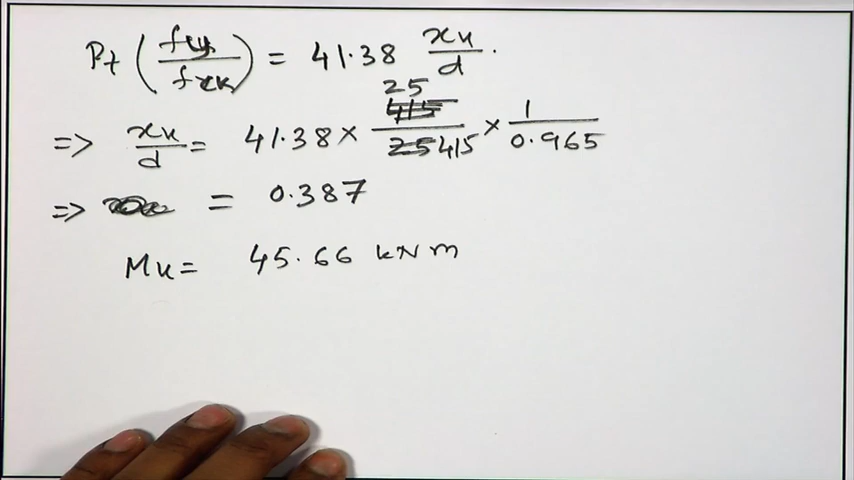 Pt (fy/fck) = 41.38 xu/d.
=> xu/d = 41.38 × 25/415 × 1/0.965
=> = 0.387
Mu = 45.66 kNm